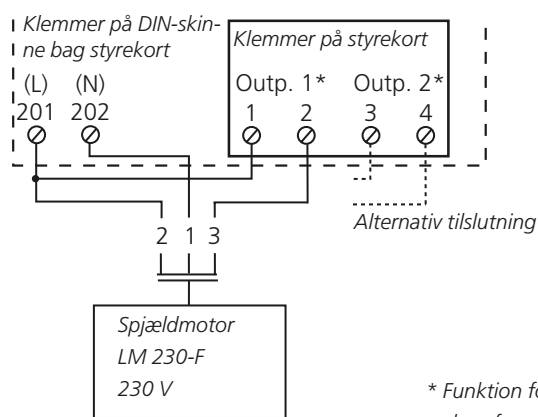 Klemmer på DIN-skin-
ne bag styrekort
Klemmer på styrekort
(L) (N)
201 202
Outp. 1* Outp. 2*
1 2 3 4
Alternativ tilslutning
2 1 3
Spjældmotor
LM 230-F
230 V
* Funktion